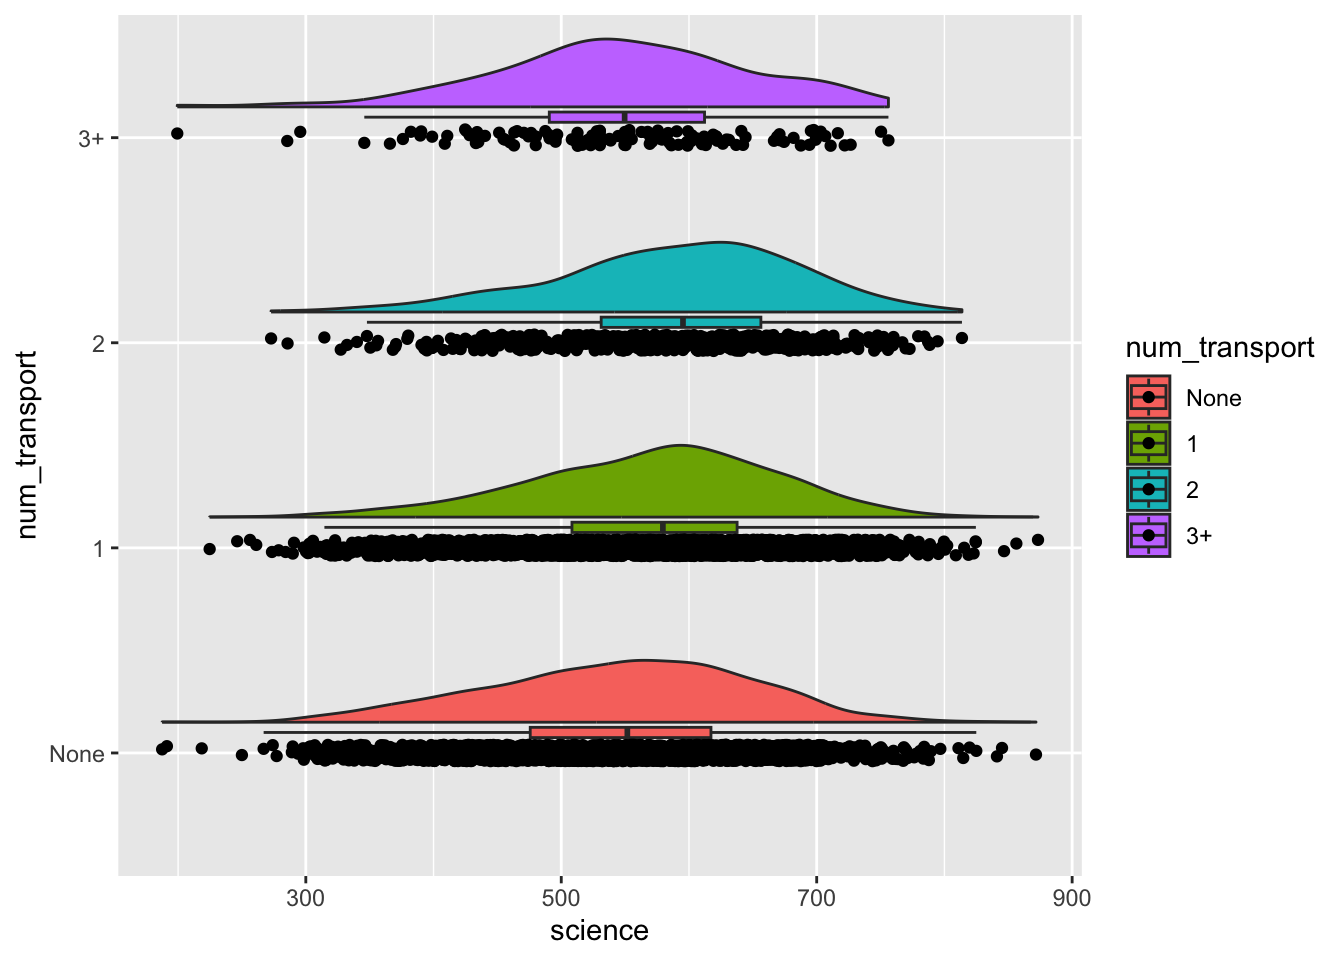 3+
2
1
None
num_transport
300
500
700
900
science
num_transport
None
1
2
3+